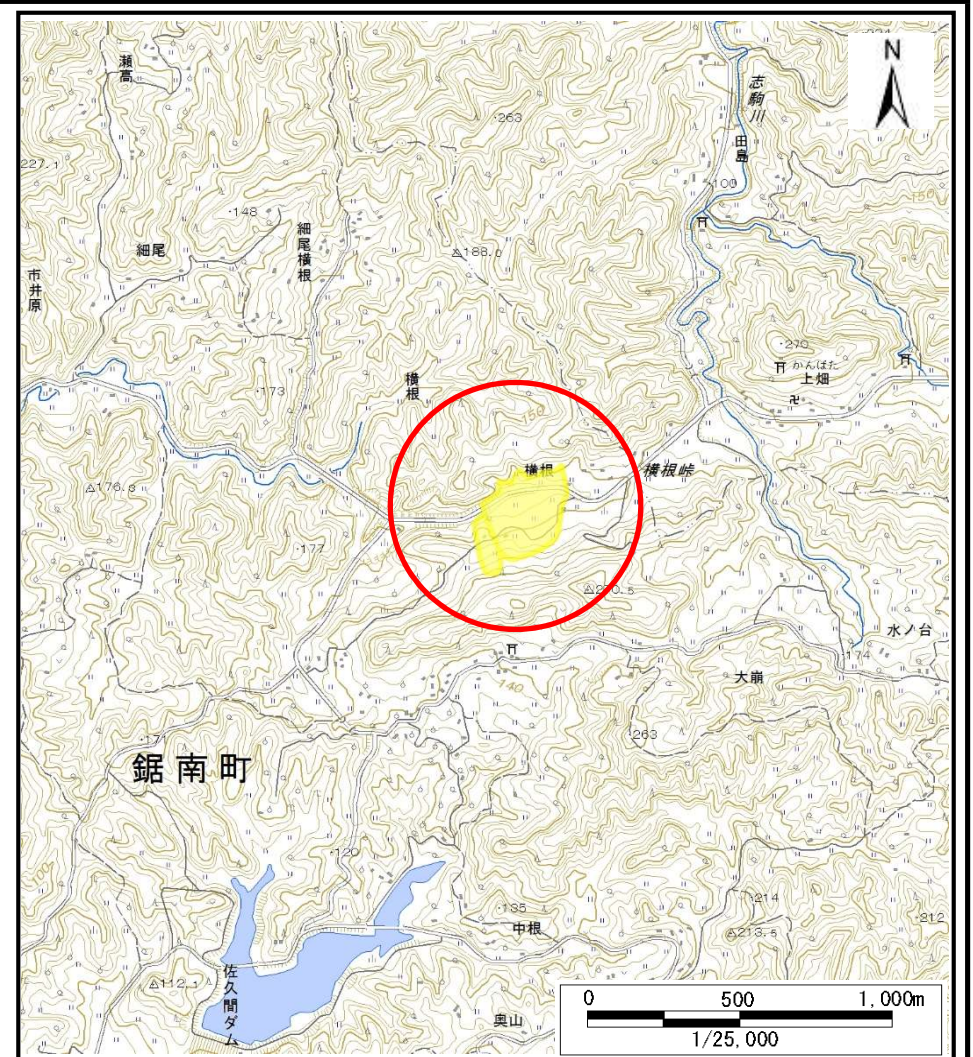 瀬高
224
N
志駒川
・263
田島
227.1
・100
150
・148
細尾横根
細尾
△188.0
市井原
・270
かんばた
上畑
・173
横根
150
横根
横根峠
△176.8
・177
△210.5
水ノ台
・174
大崩
140
・171
・263
鋸南町
・120
100
・214
・135
・212
中根
△213.5
佐久間ダム
△112.1
奥山
0 500 1,000m
1/25,000